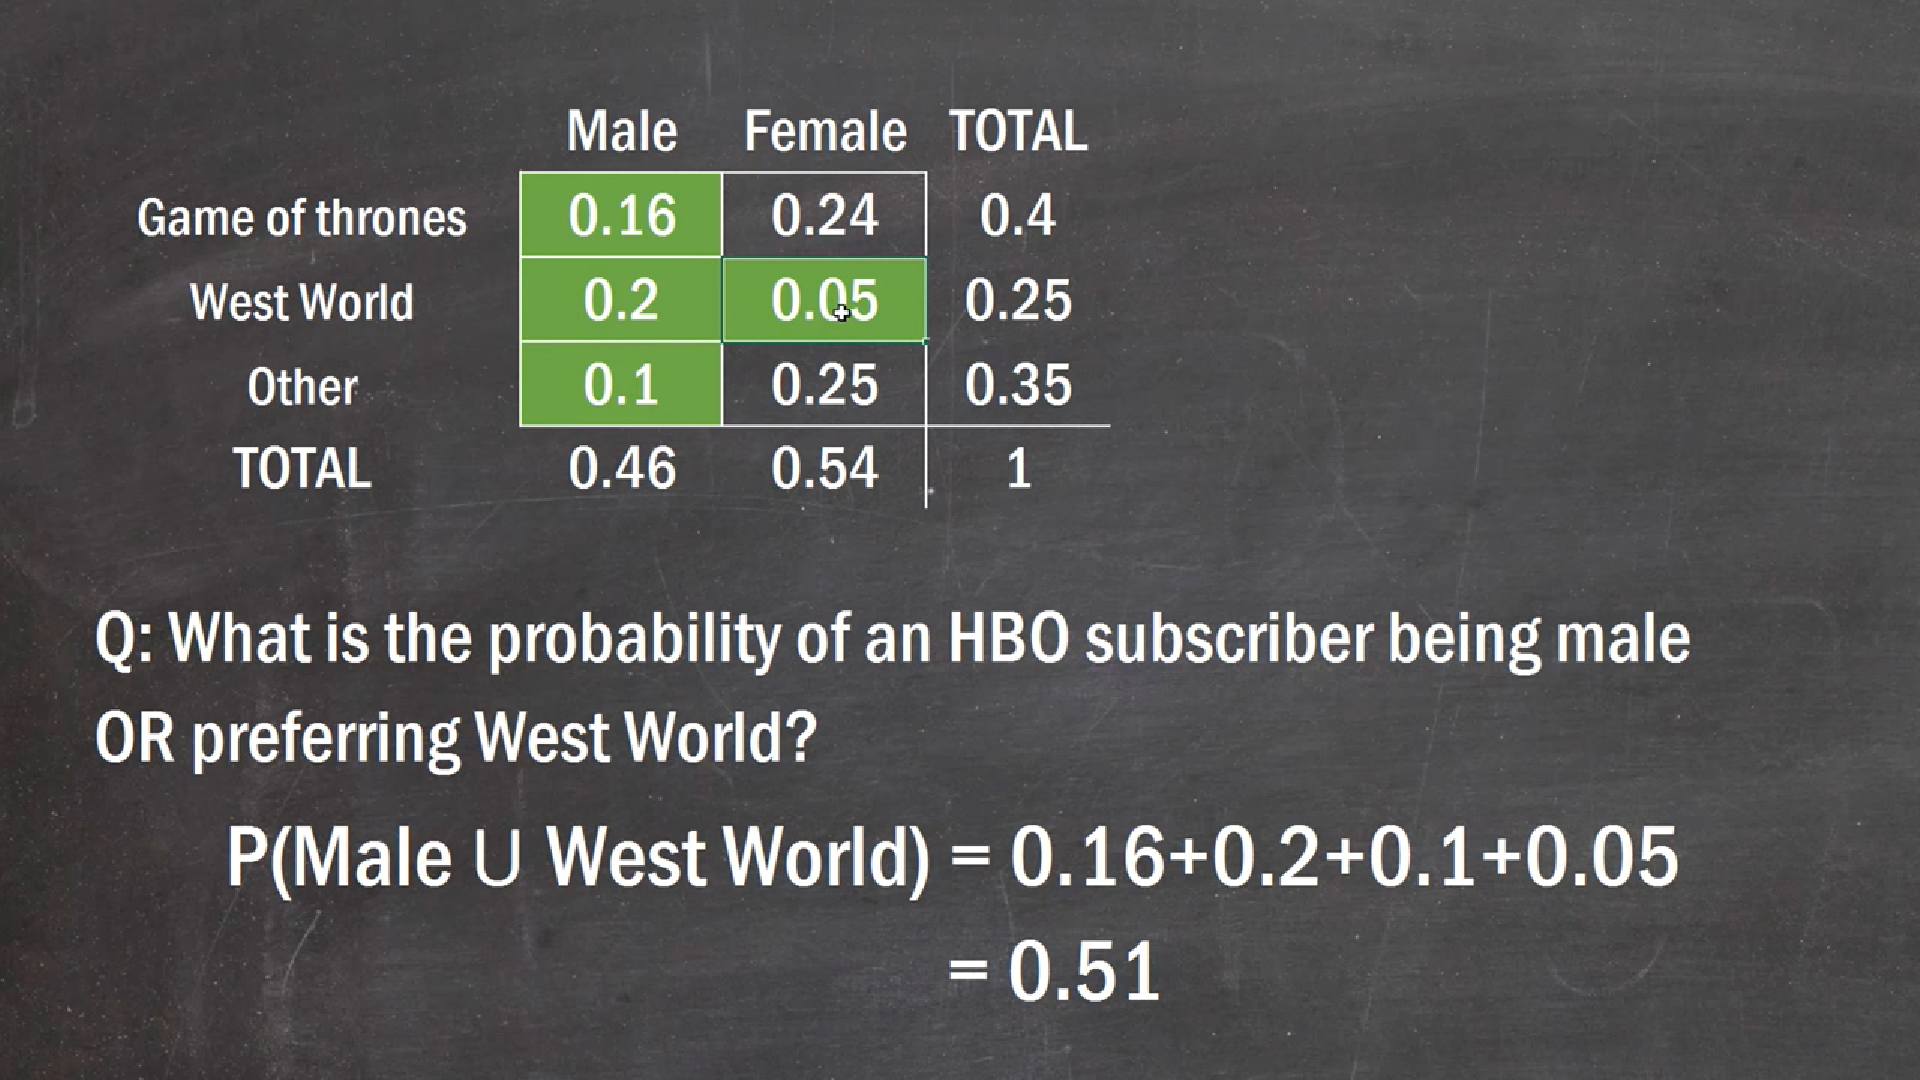 Male Female TOTAL
Game of thrones 0.16 0.24 0.4
West World 0.2 0.05 0.25
Other 0.1 0.25 0.35
TOTAL 0.46 0.54 1
Q: What is the probability of an HBO subscriber being male
OR preferring West World?
P(Male ∪ West World) = 0.16+0.2+0.1+0.05
= 0.51